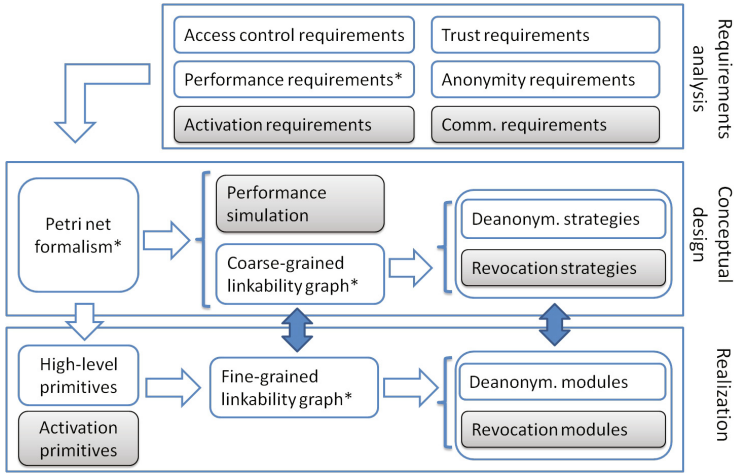 Access control requirements
Trust requirements
Performance requirements*
Anonymity requirements
Activation requirements
Comm. requirements
Requirements
analysis
Petri net
formalism*
Performance
simulation
Coarse-grained
linkability graph*
Deanonym. strategies
Revocation strategies
Conceptual
design
High-level
primitives
Activation
primitives
Fine-grained
linkability graph*
Deanonym. modules
Revocation modules
Realization